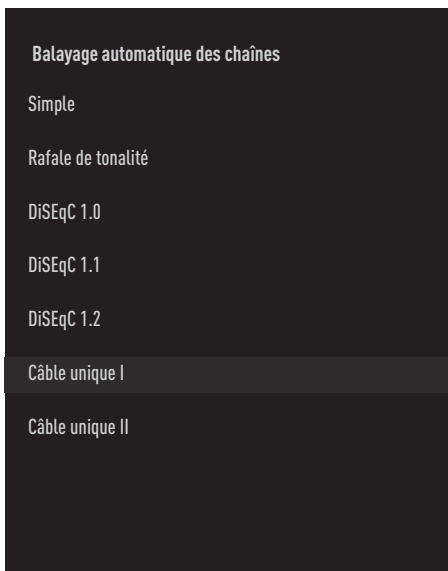 Balayage automatique des chaînes
Simple
Rafale de tonalité
DiSEqC 1.0
DiSEqC 1.1
DiSEqC 1.2
Câble unique I
Câble unique II